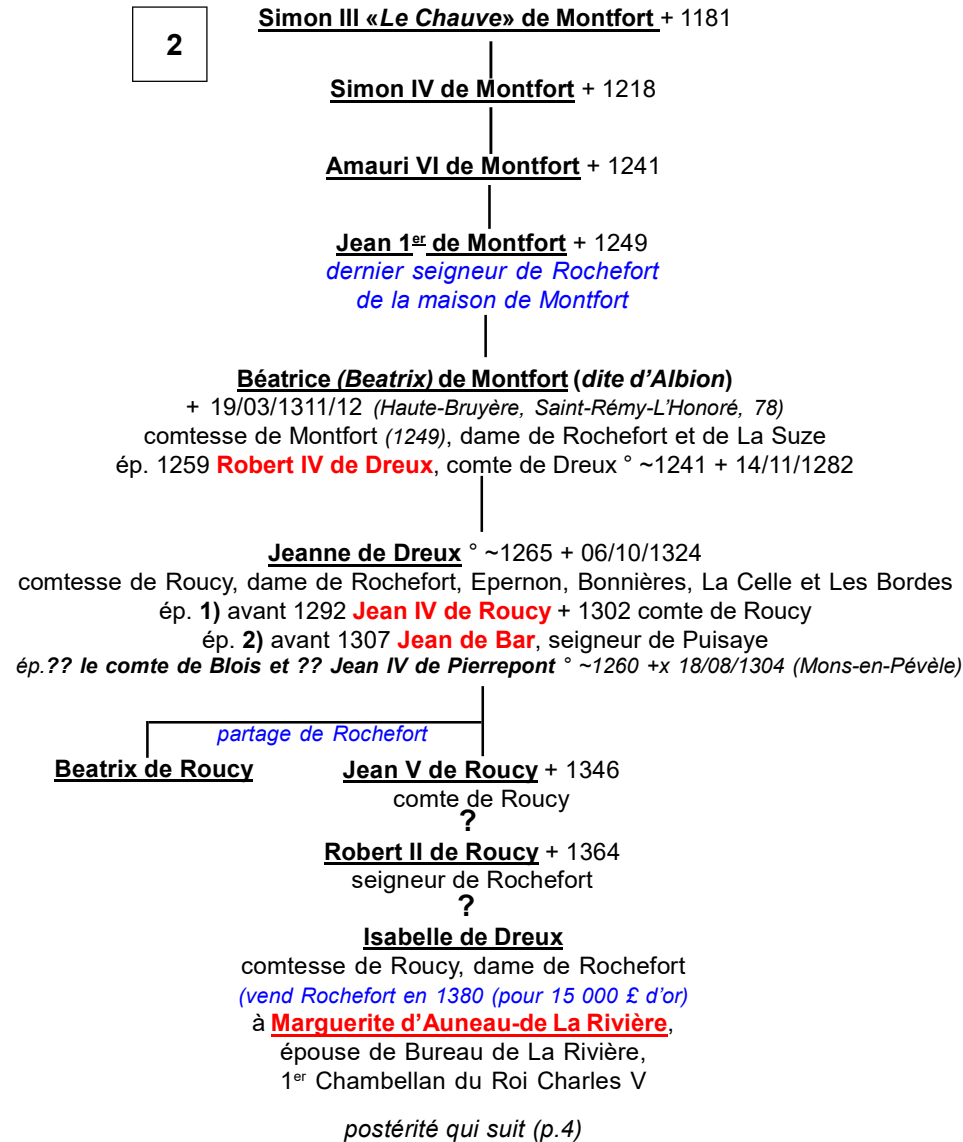 2
Simon III «Le Chauve» de Montfort + 1181
Simon IV de Montfort + 1218
Amauri VI de Montfort + 1241
Jean 1er de Montfort + 1249
dernier seigneur de Rochefort
de la maison de Montfort
Béatrice (Beatrix) de Montfort (dite d'Albion)
+ 19/03/1311/12 (Haute-Bruyère, Saint-Rémy-L'Honoré, 78)
comtesse de Montfort (1249), dame de Rochefort et de La Suze
ép. 1259 Robert IV de Dreux, comte de Dreux ° ~1241 + 14/11/1282
Jeanne de Dreux ° ~1265 + 06/10/1324
comtesse de Roucy, dame de Rochefort, Epernon, Bonnières, La Celle et Les Bordes
ép. 1) avant 1292 Jean IV de Roucy + 1302 comte de Roucy
ép. 2) avant 1307 Jean de Bar, seigneur de Puisaye
ép.?? le comte de Blois et ?? Jean IV de Pierrepont ° ~1260 +x 18/08/1304 (Mons-en-Pévèle)
partage de Rochefort
Beatrix de Roucy
Jean V de Roucy + 1346
comte de Roucy
?
Robert II de Roucy + 1364
seigneur de Rochefort
?
Isabelle de Dreux
comtesse de Roucy, dame de Rochefort
(vend Rochefort en 1380 (pour 15 000 £ d'or)
à Marguerite d'Auneau-de La Rivière,
épouse de Bureau de La Rivière,
1er Chambellan du Roi Charles V
postérité qui suit (p.4)